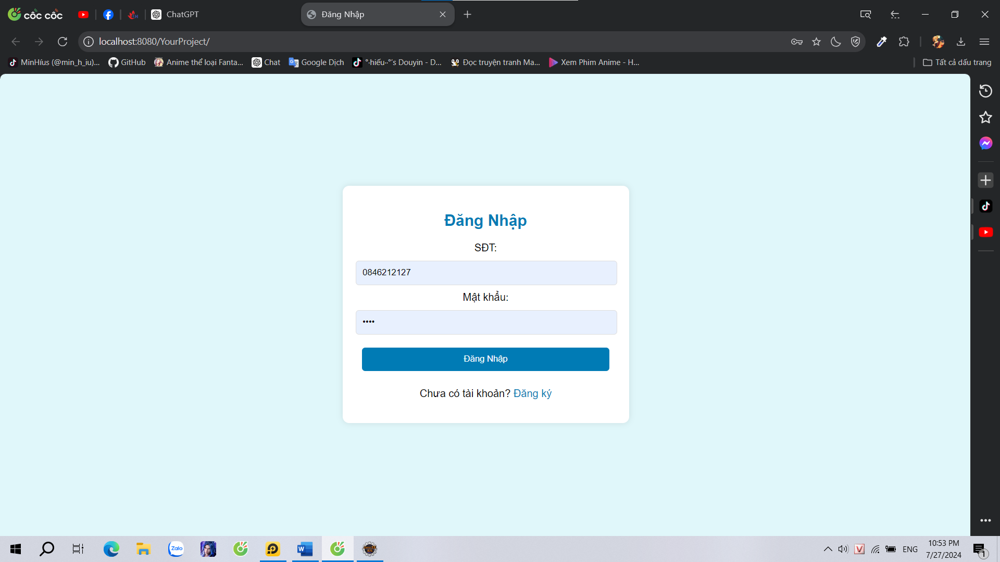 cốc cốc
ChatGPT
Đăng Nhập
localhost:8080/YourProject/
MinHíus (@min_h_iu)...
GitHub
Anime thể loại Fanta...
Chat
Google Dịch
°·hiếu·°′s Douyin - D...
Đọc truyện tranh Ma...
Xem Phim Anime - H...
Tất cả dấu trang
Đăng Nhập
SĐT:
0846212127
Mật khẩu:
••••
Đăng Nhập
Chưa có tài khoản? Đăng ký
Zalo
W
V
ENG
10:53 PM
7/27/2024
1